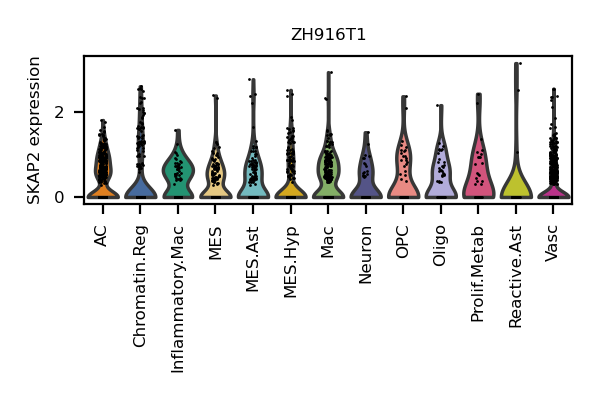 ZH916T1
SKAP2 expression
2
0
AC
Chromatin.Reg
Inflammatory.Mac
MES
MES.Ast
MES.Hyp
Mac
Neuron
OPC
Oligo
Prolif.Metab
Reactive.Ast
Vasc